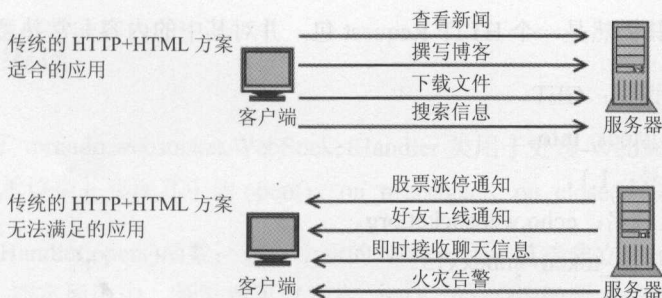 传统的 HTTP+HTML 方案
适合的应用
查看新闻
撰写博客
下载文件
搜索信息
客户端
服务器
传统的 HTTP+HTML 方案
无法满足的应用
股票涨停通知
好友上线通知
即时接收聊天信息
火灾告警
客户端
服务器